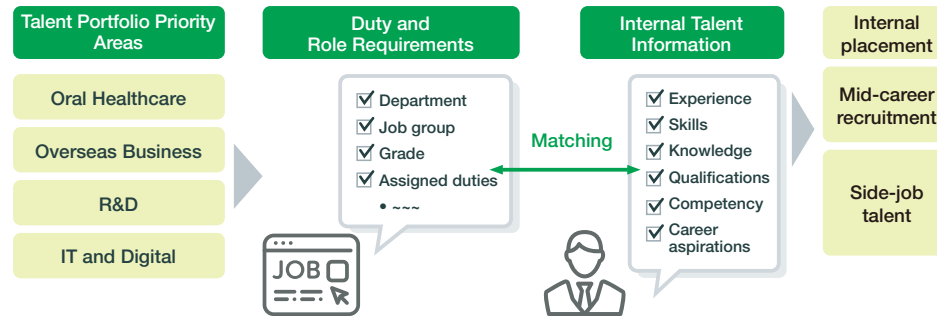 Talent Portfolio Priority
Areas
Oral Healthcare
Overseas Business
R&D
IT and Digital
Duty and
Role Requirements
Department
Job group
Grade
Assigned duties
• ~~~
JOB
Matching
Internal Talent
Information
Experience
Skills
Knowledge
Qualifications
Competency
Career
aspirations
Internal
placement
Mid-career
recruitment
Side-job
talent